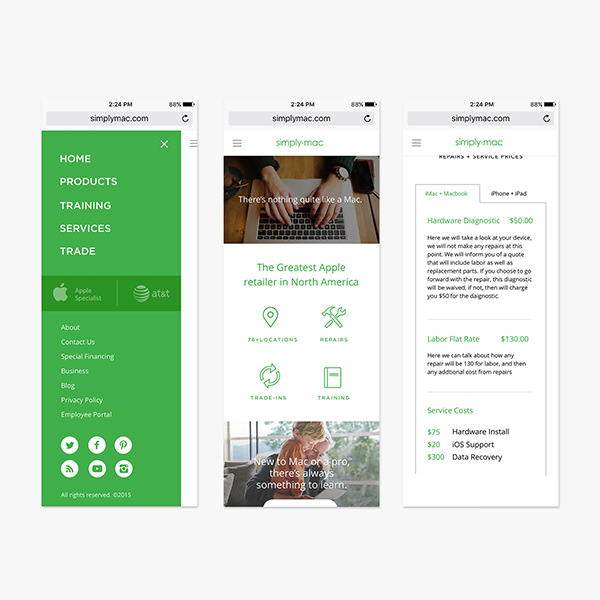 2:24 PM 88%
simplymac.com
HOME
PRODUCTS
TRAINING
SERVICES
TRADE
Apple
Specialist
at&t
About
Contact Us
Special Financing
Business
Blog
Privacy Policy
Employee Portal
All rights reserved. ©2015
2:24 PM 88%
simplymac.com
simply·mac
There's nothing quite like a Mac.
The Greatest Apple
retailer in North America
76+LOCATIONS
REPAIRS
TRADE-INS
TRAINING
New to Mac or a pro,
there's always
something to learn.
2:24 PM 88%
simplymac.com
simply·mac
REPAIRS + SERVICE PRICES
iMac + Macbook
iPhone + iPad
Hardware Diagnostic $50.00
Here we will take a look at your device,
we will not make any repairs at this
point. We will inform you of a quote
that will include labor as well as
replacement parts. If you choose to go
forward with the repair, this diagnostic
will be waived, if not, then will charge
you $50 for the daignostic.
Labor Flat Rate $130.00
Here we can talk about how any
repair will be 130 for labor, and then
any addtional cost from repairs
Service Costs
$75 Hardware Install
$20 iOS Support
$300 Data Recovery